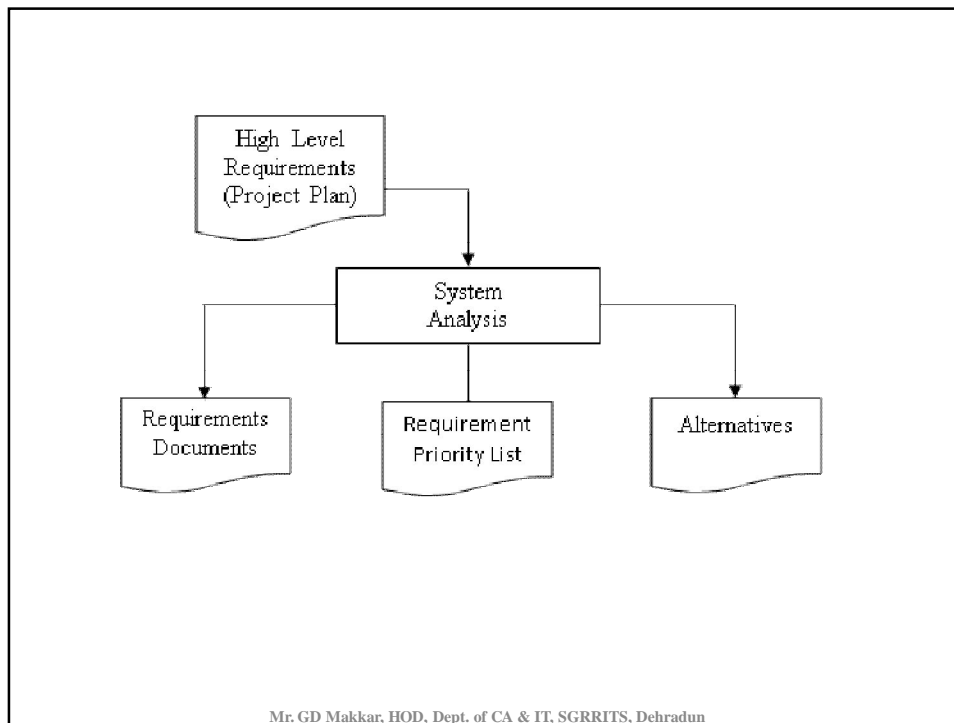 High Level
Requirements
(Project Plan)
System
Analysis
Requirements
Documents
Requirement
Priority List
Alternatives
Mr. GD Makkar, HOD, Dept. of CA & IT, SGRRITS, Dehradun